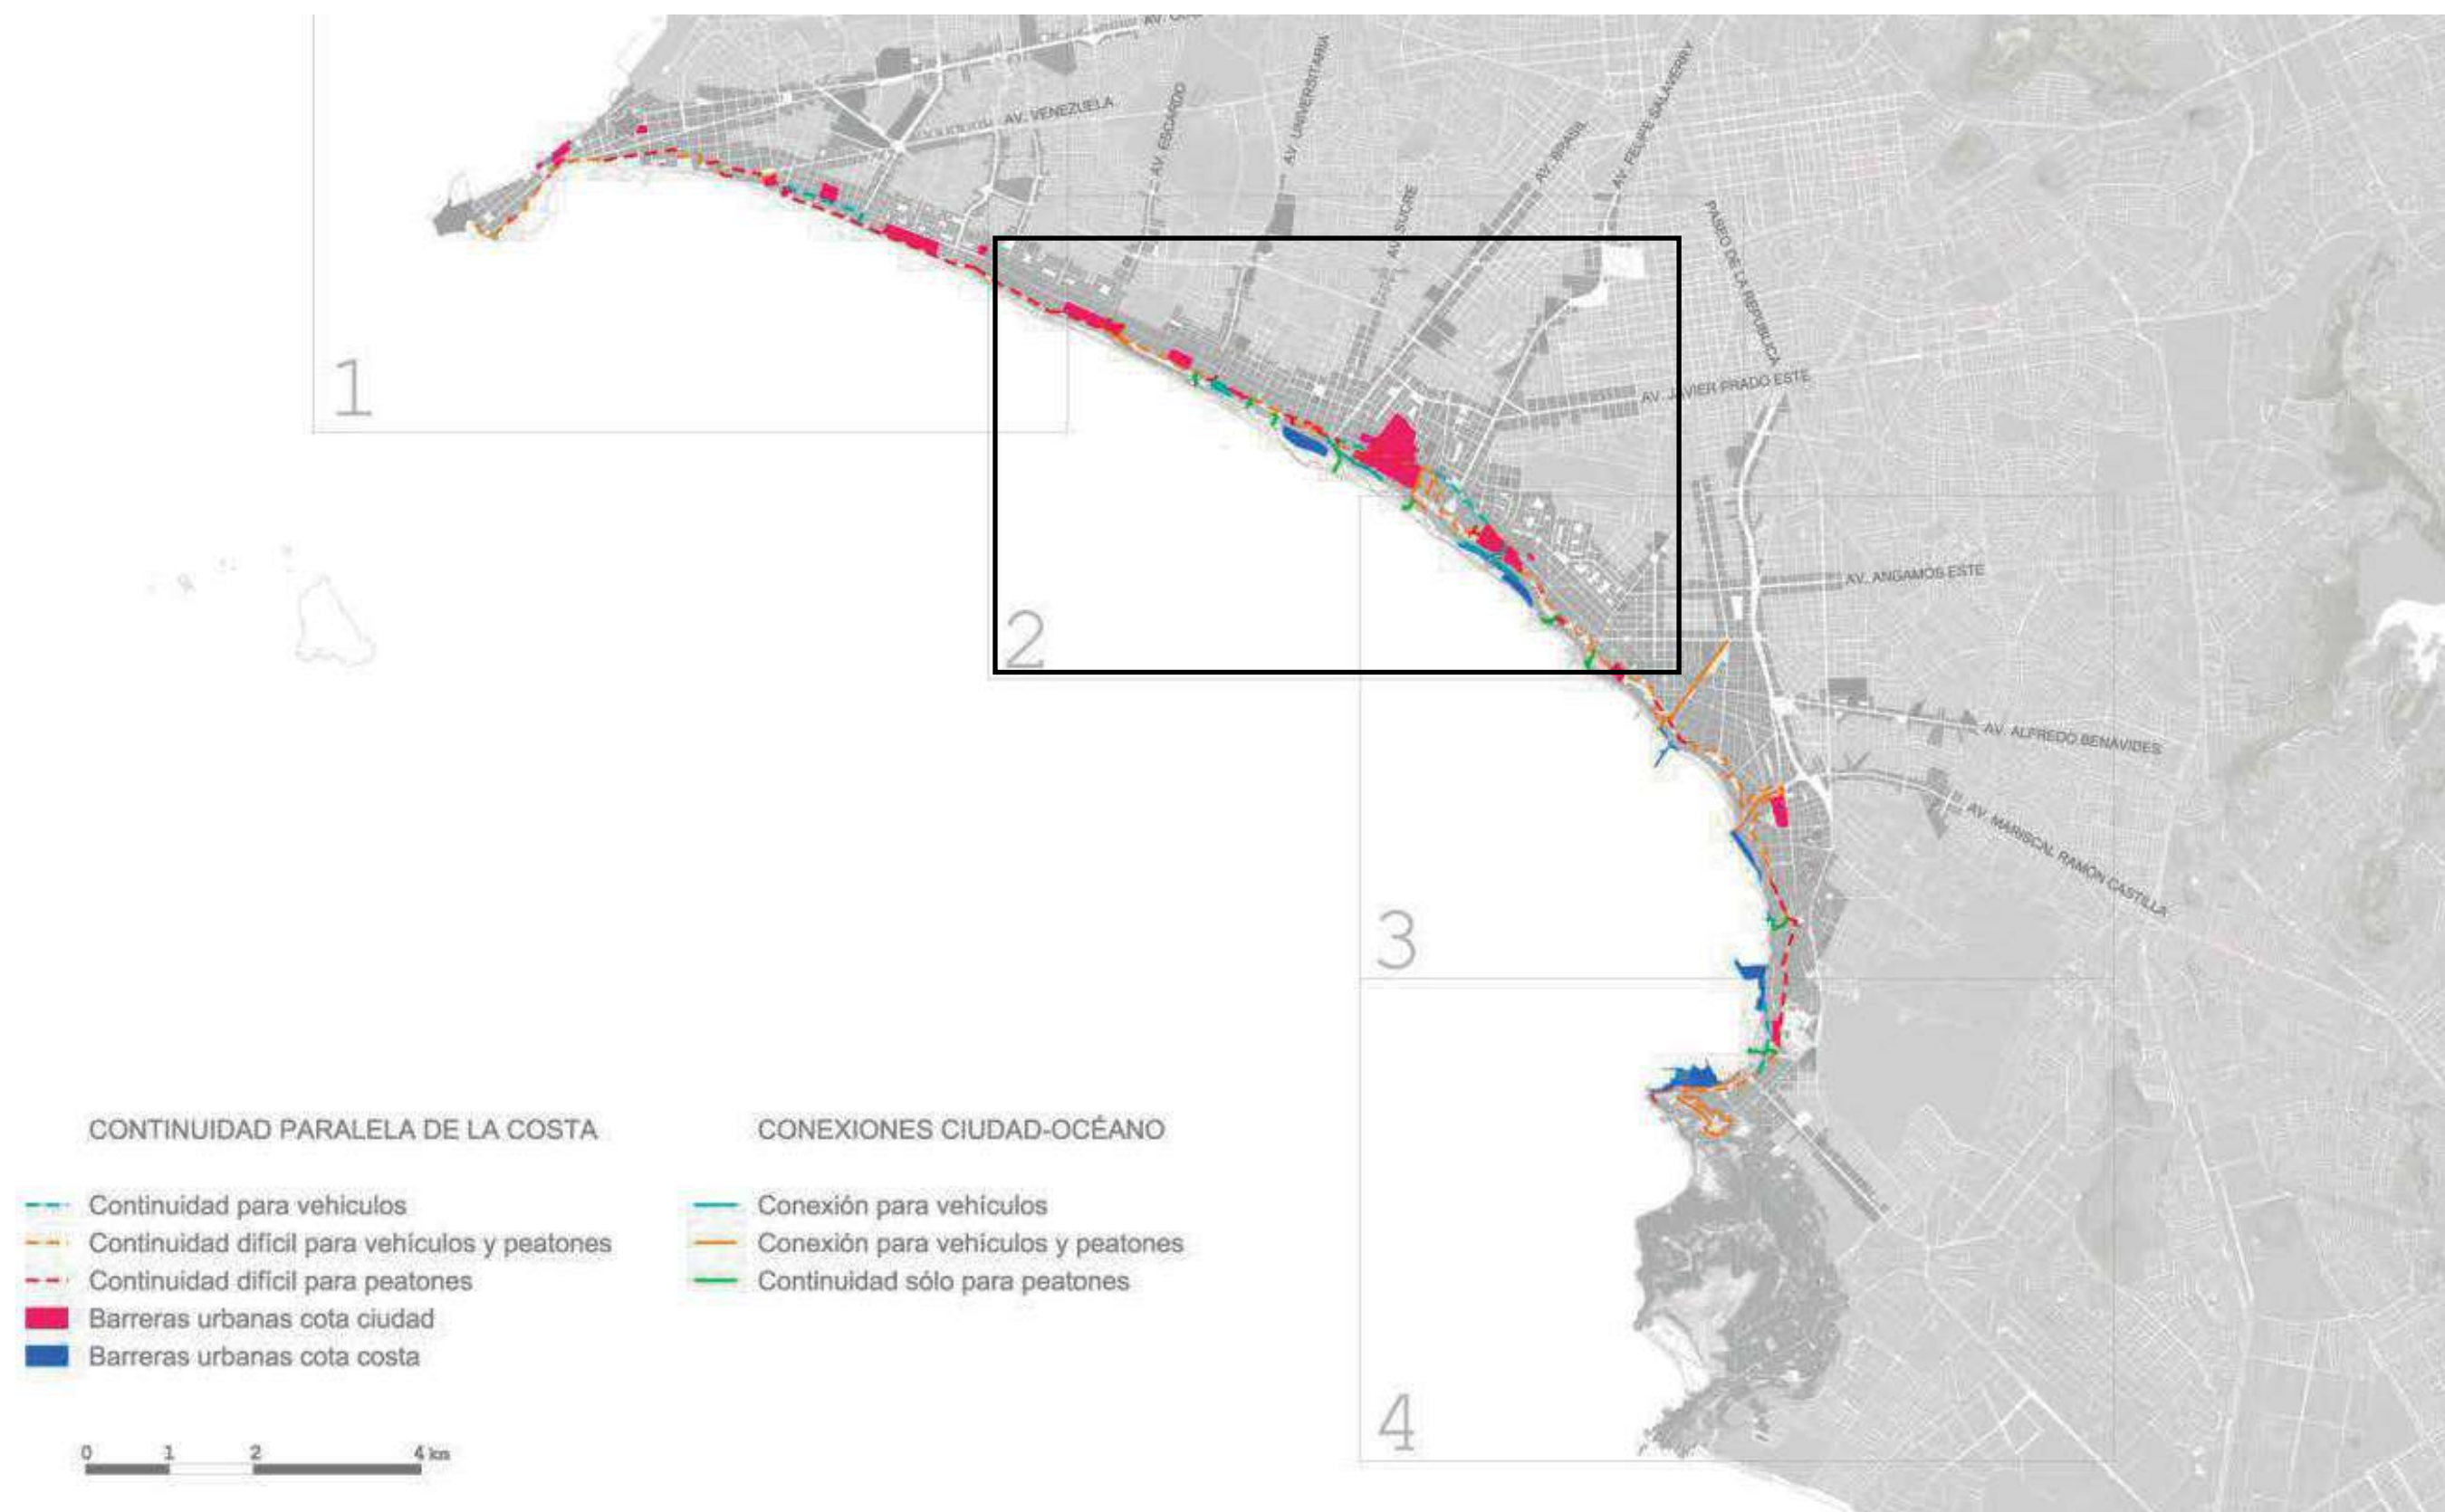 AV. VENEZUELA
AV. ESCARDO
AV UNIVERSITARIA
AV. SUCRE
AV. BRASIL
AV. FELIPE SALAVERRY
PASEO DE LA REPUBLICA
AV. JAVIER PRADO ESTE
AV. ANGAMOS ESTE
AV. ALFREDO BENAVIDES
AV. MARISCAL RAMÓN CASTILLA
1
2
3
4
CONTINUIDAD PARALELA DE LA COSTA
Continuidad para vehiculos
Continuidad difícil para vehículos y peatones
Continuidad difícil para peatones
Barreras urbanas cota ciudad
Barreras urbanas cota costa
CONEXIONES CIUDAD-OCÉANO
Conexión para vehículos
Conexión para vehículos y peatones
Continuidad sólo para peatones
0 1 2 4 km